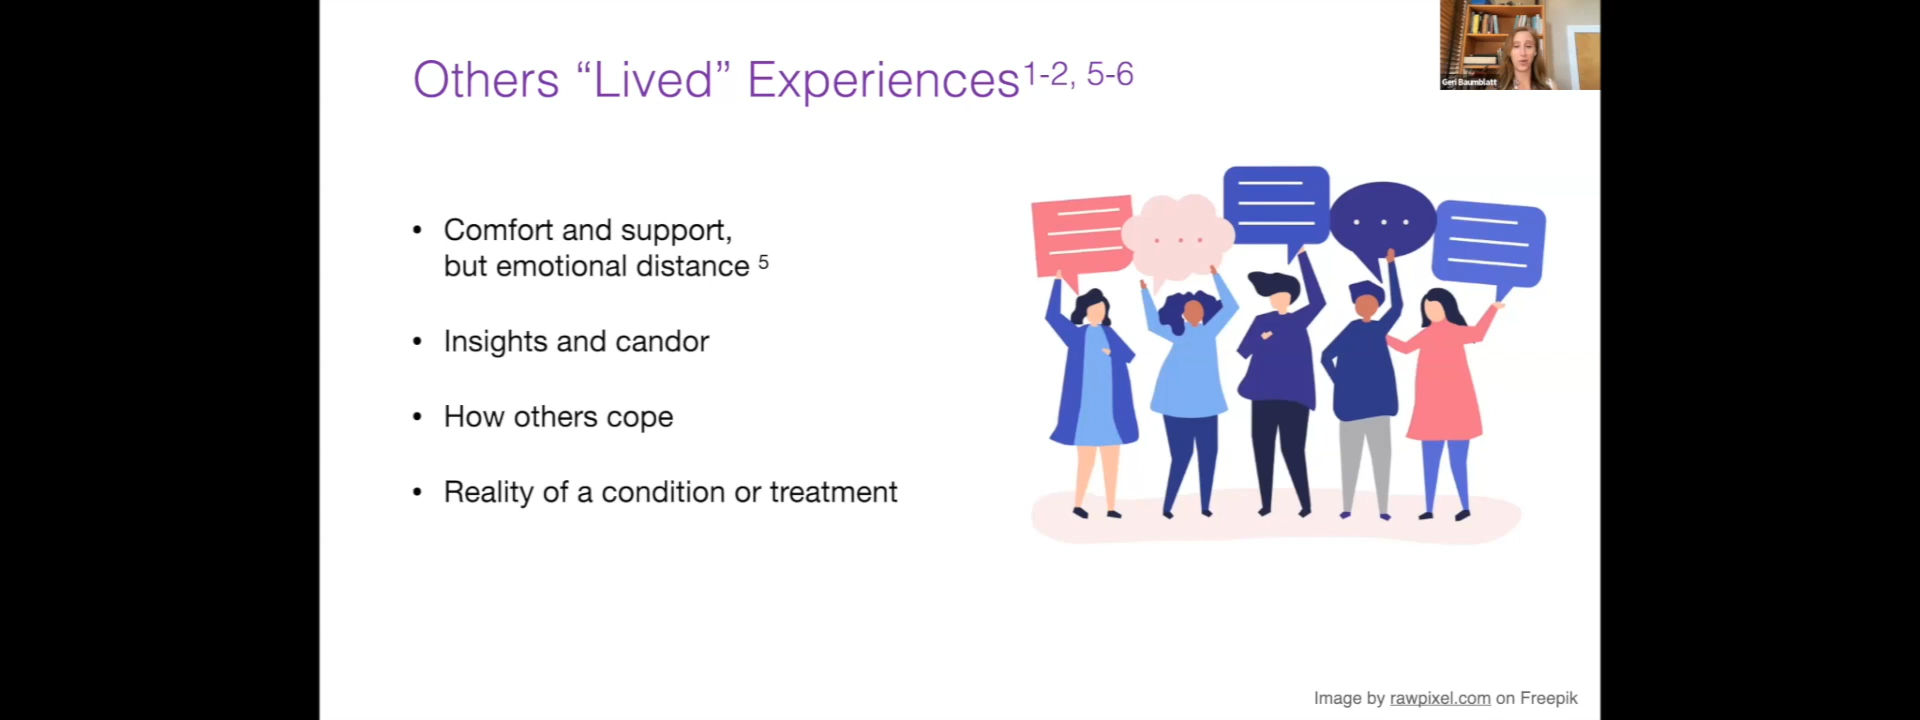 Others “Lived” Experiences1-2, 5-6
Geri Baumblatt
• Comfort and support,
but emotional distance 5
• Insights and candor
• How others cope
• Reality of a condition or treatment
Image by rawpixel.com on Freepik